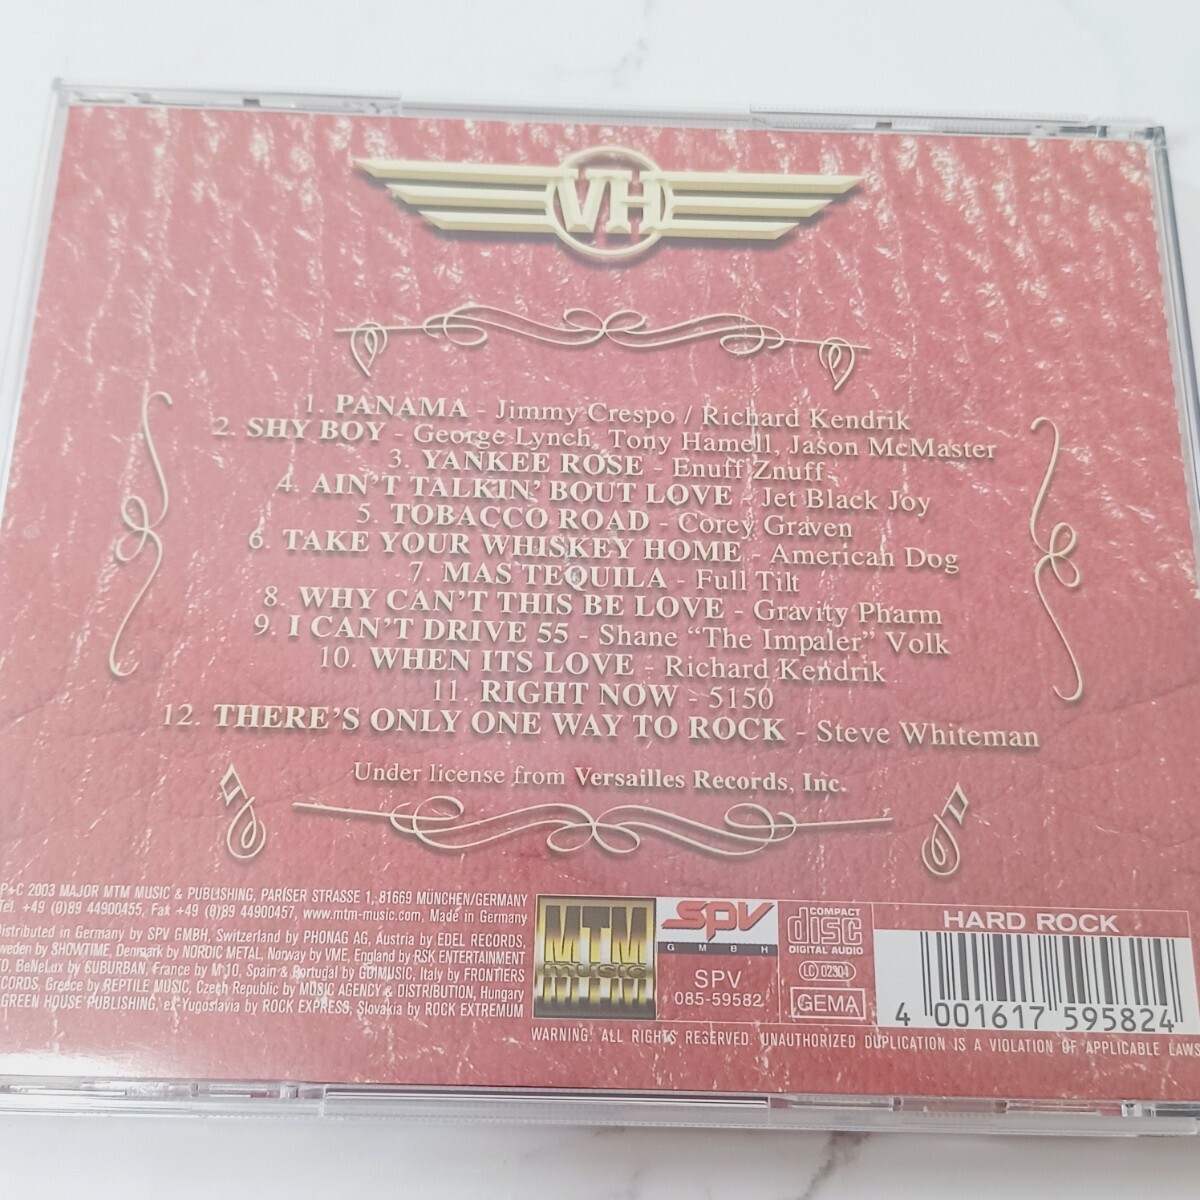 VH
1. PANAMA - Jimmy Crespo / Richard Kendrik
2. SHY BOY - George Lynch, Tony Hamell, Jason McMaster
3. YANKEE ROSE - Enuff Znuff
4. AIN'T TALKIN' BOUT LOVE - Jet Black Joy
5. TOBACCO ROAD - Corey Graven
6. TAKE YOUR WHISKEY HOME - American Dog
7. MAS TEQUILA - Full Tilt
8. WHY CAN'T THIS BE LOVE - Gravity Pharm
9. I CAN'T DRIVE 55 - Shane "The Impaler" Volk
10. WHEN ITS LOVE - Richard Kendrik
11. RIGHT NOW - 5150
12. THERE'S ONLY ONE WAY TO ROCK - Steve Whiteman
Under license from Versailles Records, Inc.
P+C 2003 MAJOR MTM MUSIC & PUBLISHING, PARISER STRASSE 1, 81669 MÜNCHEN/GERMANY
Tel. +49 (0)89 44900455, Fax +49 (0)89 44900457, www.mtm-music.com, Made in Germany
Distributed in Germany by SPV GMBH, Switzerland by PHONAG AG, Austria by EDEL RECORDS,
Sweden by SHOWTIME, Denmark by NORDIC METAL, Norway by VME, England by RSK ENTERTAINMENT
BeNeLux by SUBURBAN, France by M 10, Spain & Portugal by GOIMUSIC, Italy by FRONTIERS
Greece by REPTILE MUSIC, Czech Republic by MUSIC AGENCY & DISTRIBUTION, Hungary
GREEN HOUSE PUBLISHING, ex-Yugoslavia by ROCK EXPRESS, Slovakia by ROCK EXTREMUM
MTM
music
SPV
GMBH
SPV
085-59582
COMPACT
disc
DIGITAL AUDIO
LC 02304
GEMA
HARD ROCK
4 001617 595824
WARNING: ALL RIGHTS RESERVED. UNAUTHORIZED DUPLICATION IS A VIOLATION OF APPLICABLE LAWS